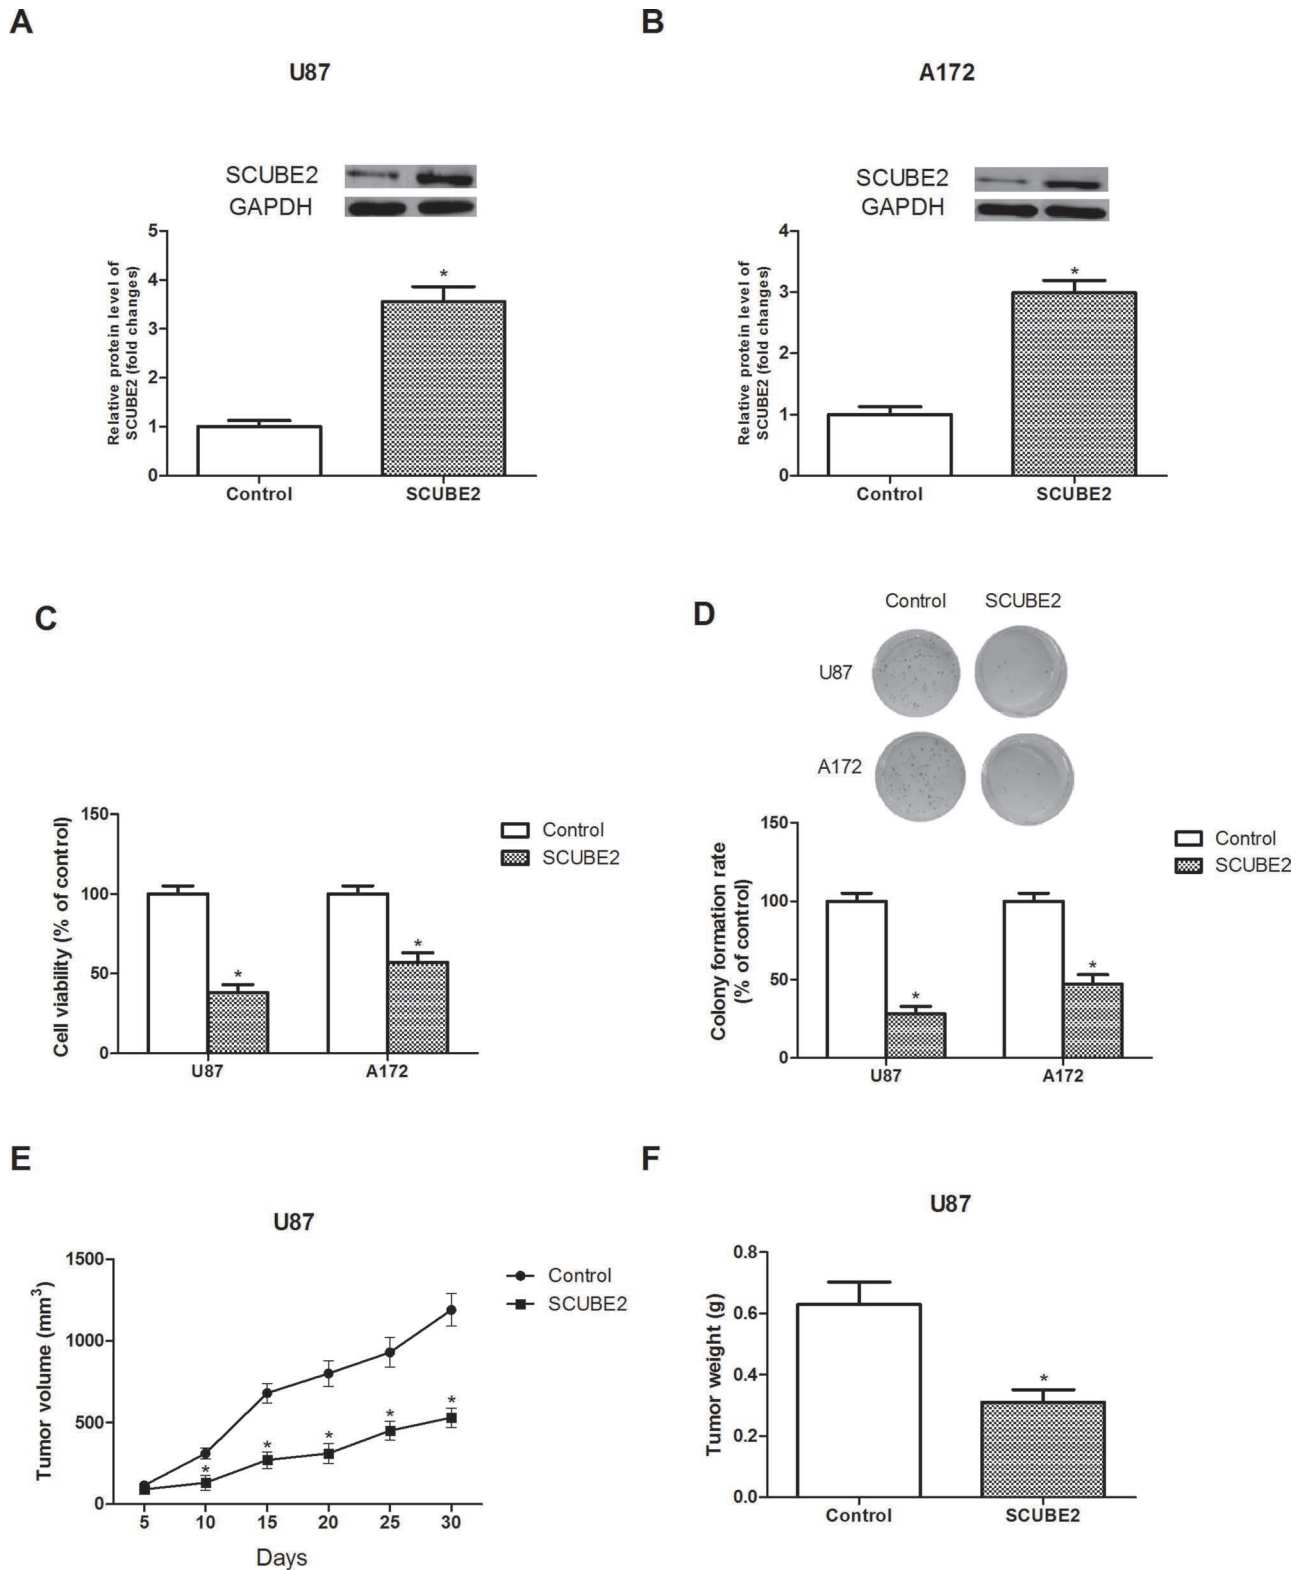 A
U87
SCUBE2
GAPDH
Relative protein level of
SCUBE2 (fold changes)
5
4
3
2
1
0
Control
SCUBE2
*
B
A172
SCUBE2
GAPDH
Relative protein level of
SCUBE2 (fold changes)
4
3
2
1
0
Control
SCUBE2
*
C
Cell viability (% of control)
150
100
50
0
U87
A172
*
*
Control
SCUBE2
D
Control
SCUBE2
U87
A172
Colony formation rate
(% of control)
150
100
50
0
U87
A172
*
*
Control
SCUBE2
E
U87
Tumor volume (mm³)
1500
1000
500
0
5
10
15
20
25
30
Days
*
*
*
*
*
Control
SCUBE2
F
U87
Tumor weight (g)
0.8
0.6
0.4
0.2
0.0
Control
SCUBE2
*